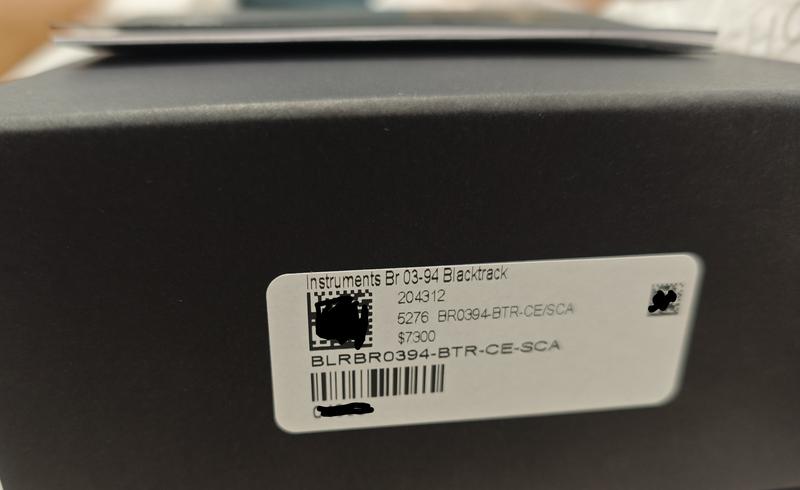 Instruments Br 03-94 Blacktrack
204312
5276 BR0394-BTR-CE/SCA
$7300
BLRBR0394-BTR-CE-SCA